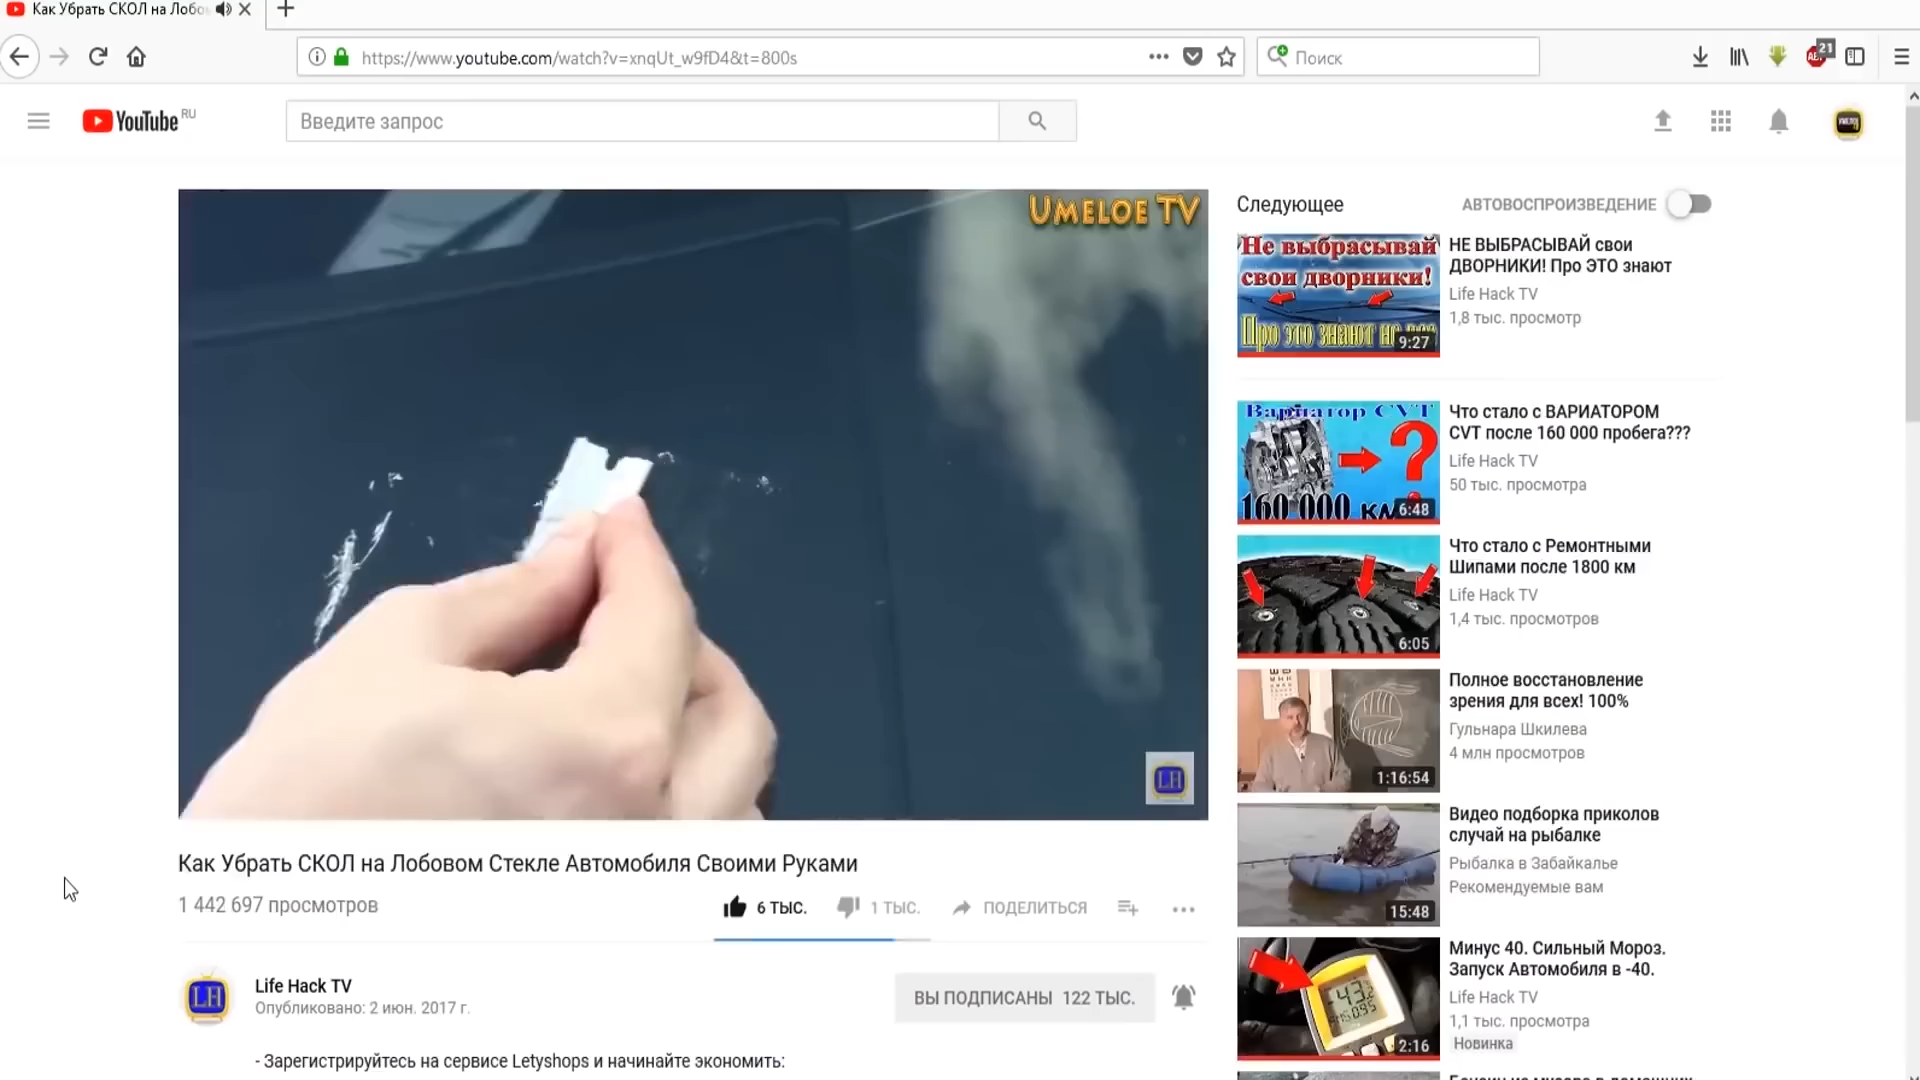 Как Убрать СКОЛ на Лобо
https://www.youtube.com/watch?v=xnqUt_w9fD4&t=800s
Поиск
21
YouTube RU
Введите запрос
UMELOE TV
LH
Как Убрать СКОЛ на Лобовом Стекле Автомобиля Своими Руками
1 442 697 просмотров
6 ТЫС.
1 ТЫС.
ПОДЕЛИТЬСЯ
LH
Life Hack TV
Опубликовано: 2 июн. 2017 г.
ВЫ ПОДПИСАНЫ 122 ТЫС.
- Зарегистрируйтесь на сервисе Letyshops и начинайте экономить:
Следующее
АВТОВОСПРОИЗВЕДЕНИЕ
Не выбрасывай
свои дворники!
Про это знают не
9:27
НЕ ВЫБРАСЫВАЙ свои
ДВОРНИКИ! Про ЭТО знают
Life Hack TV
1,8 тыс. просмотр
Вариатор CVT
?
160 000 км
6:48
Что стало с ВАРИАТОРОМ
CVT после 160 000 пробега???
Life Hack TV
50 тыс. просмотра
6:05
Что стало с Ремонтными
Шипами после 1800 км
Life Hack TV
1,4 тыс. просмотров
1:16:54
Полное восстановление
зрения для всех! 100%
Гульнара Шкилева
4 млн просмотров
15:48
Видео подборка приколов
случай на рыбалке
Рыбалка в Забайкалье
Рекомендуемые вам
2:16
Минус 40. Сильный Мороз.
Запуск Автомобиля в -40.
Life Hack TV
1,1 тыс. просмотра
Новинка